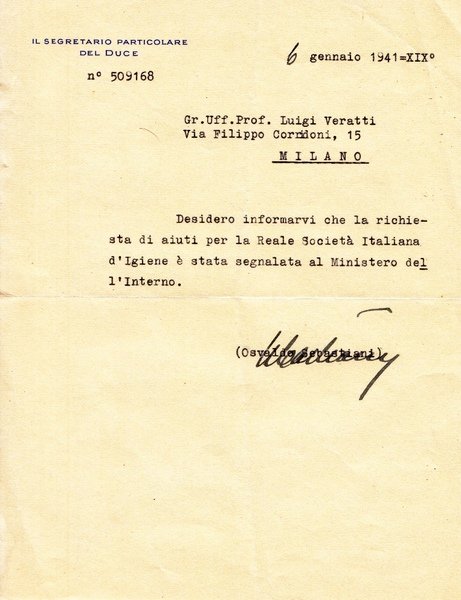 IL SEGRETARIO PARTICOLARE
DEL DUCE
n° 509168
6 gennaio 1941=XIX°
Gr.Uff.Prof. Luigi Veratti
Via Filippo Corridoni, 15
MILANO
Desidero informarvi che la richie-
sta di aiuti per la Reale Società Italiana
d'Igiene è stata segnalata al Ministero del
l'Interno.
(Osvaldo Sebastiani)